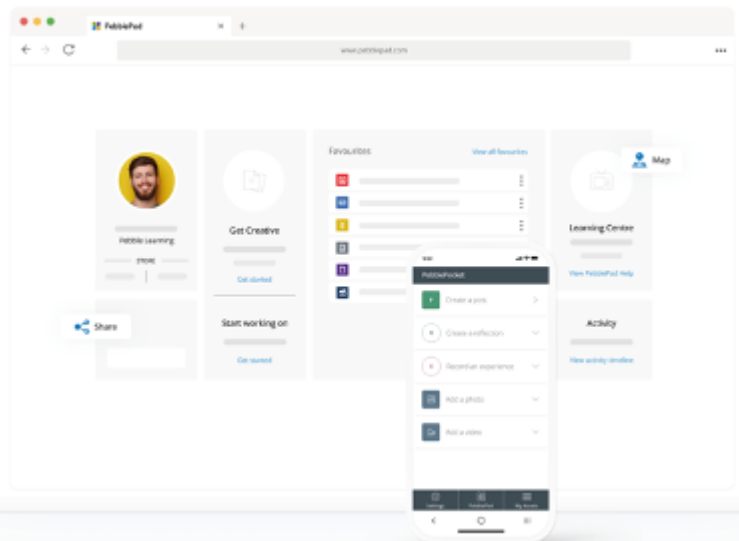 PebblePad
www.pebblepad.com
Favourites
View all favourites
Map
Get Creative
Learning Centre
Pebble Learning
STORE
Get started
View PebblePad Help
PebblePocket
Create a post
Share
Start working on
Create a reflection
Activity
Get started
Record an experience
View activity timeline
Add a photo
Add a video
Settings
PebblePad
My Assets